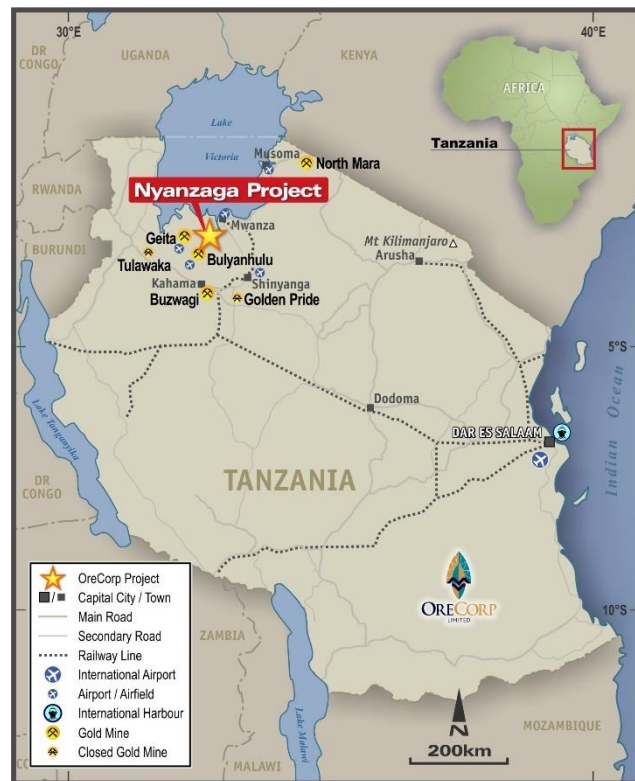 30°E
40°E
DR
CONGO
UGANDA
KENYA
AFRICA
Tanzania
Lake
Victoria
Musoma
North Mara
RWANDA
Nyanzaga Project
Mwanza
BURUNDI
Geita
Bulyanhulu
Tulawaka
Mt Kilimanjaro
Arusha
Kahama
Shinyanga
Buzwagi
Golden Pride
5°S
Lake Tanganyika
Dodoma
DAR ES SALAAM
Indian Ocean
DR
CONGO
TANZANIA
ORECORP
LIMITED
10°S
ZAMBIA
Lake Malawi
MALAWI
MOZAMBIQUE
N
200km
OreCorp Project
Capital City / Town
Main Road
Secondary Road
Railway Line
International Airport
Airport / Airfield
International Harbour
Gold Mine
Closed Gold Mine